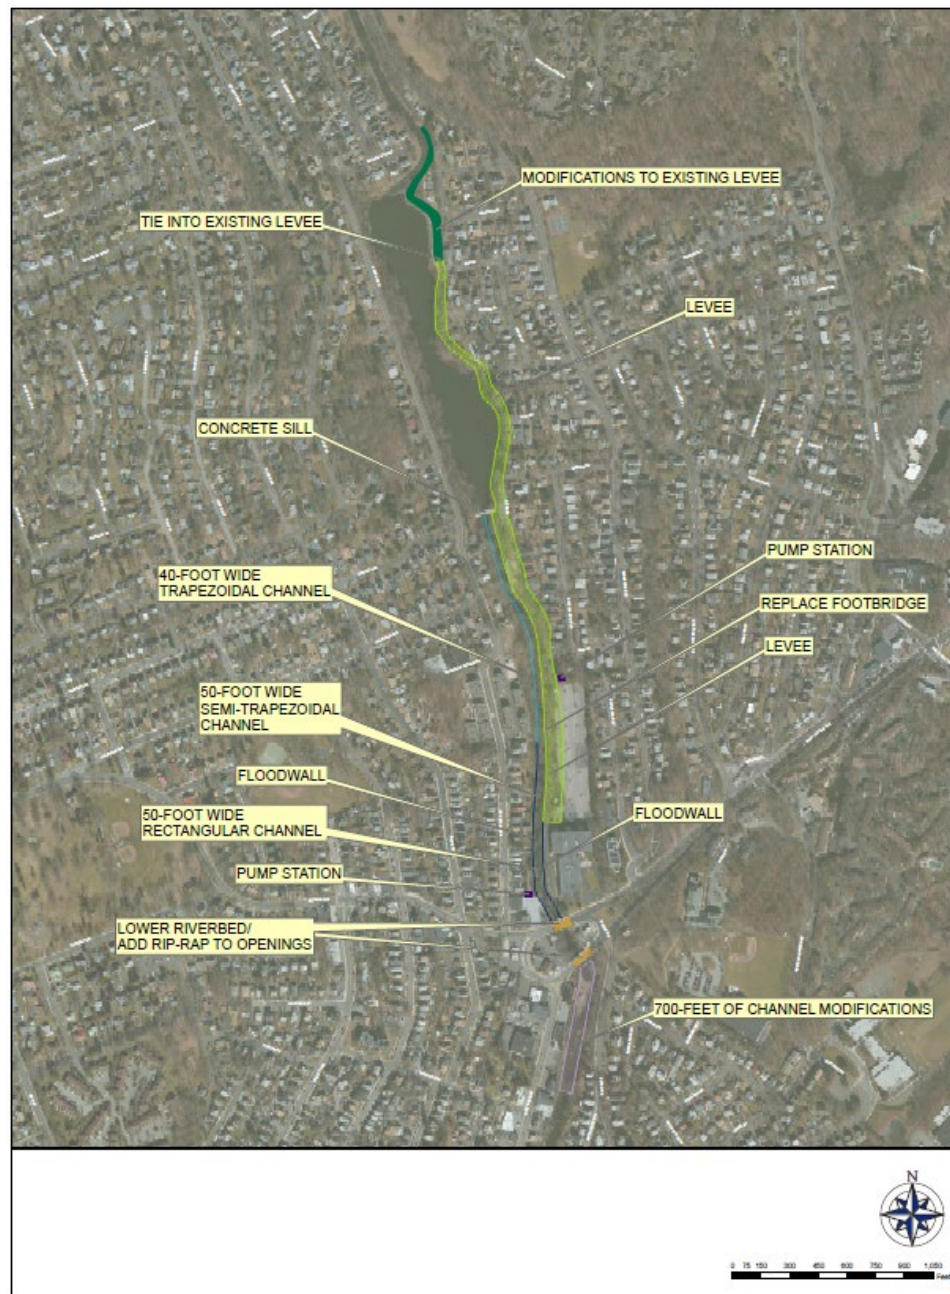 MODIFICATIONS TO EXISTING LEVEE
TIE INTO EXISTING LEVEE
LEVEE
CONCRETE SILL
PUMP STATION
40-FOOT WIDE
TRAPEZOIDAL CHANNEL
REPLACE FOOTBRIDGE
LEVEE
50-FOOT WIDE
SEMI-TRAPEZOIDAL
CHANNEL
FLOODWALL
50-FOOT WIDE
RECTANGULAR CHANNEL
FLOODWALL
PUMP STATION
LOWER RIVERBED/
ADD RIP-RAP TO OPENINGS
700-FEET OF CHANNEL MODIFICATIONS
N
0 75 150 300 450 600 750 900 1,050
Feet